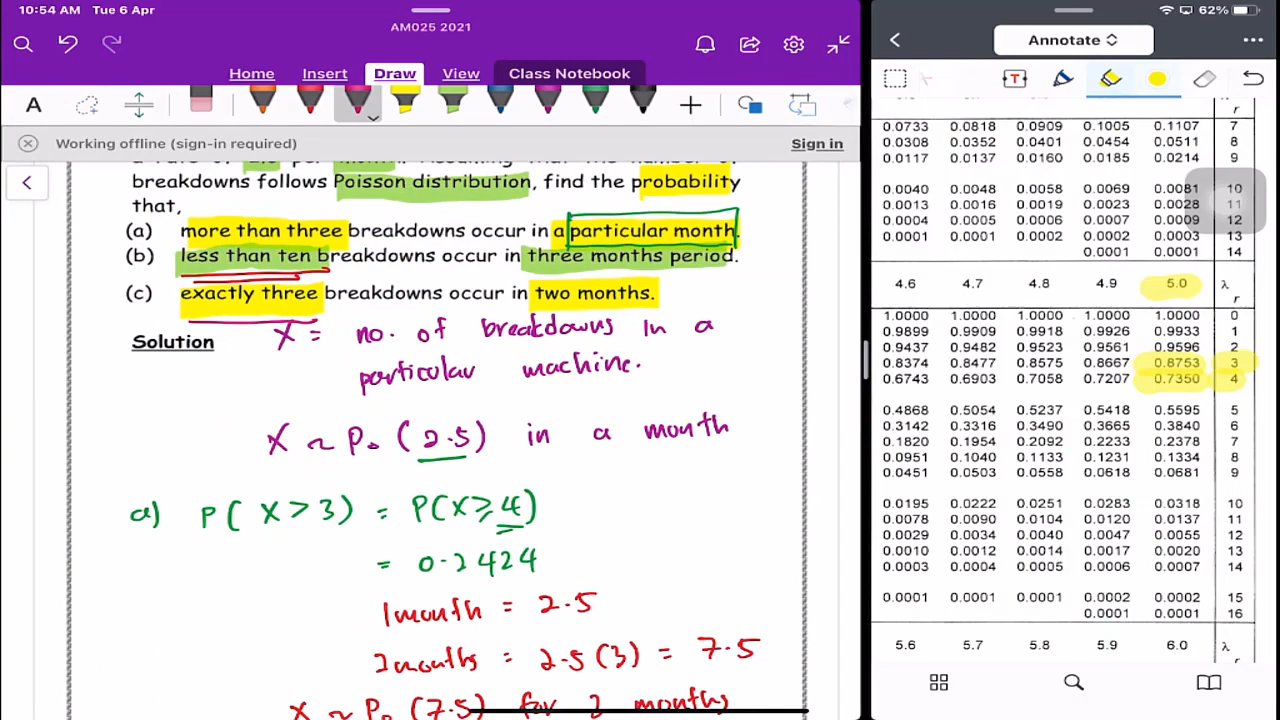 10:54 AM Tue 6 Apr
AM025 2021
Home Insert Draw View Class Notebook
A
Working offline (sign-in required) Sign in
breakdowns follows Poisson distribution, find the probability
that,
(a) more than three breakdowns occur in a particular month.
(b) less than ten breakdowns occur in three months period.
(c) exactly three breakdowns occur in two months.
Solution
X = no. of breakdowns in a
particular machine.
X ~ Po (2.5) in a month
a) P( X > 3) = P(X ≥ 4)
= 0.2424
1 month = 2.5
3 months = 2.5 (3) = 7.5
X ~ Po (7.5) for 3 months
62%
Annotate
T
r
0.0733 0.0818 0.0909 0.1005 0.1107 7
0.0308 0.0352 0.0401 0.0454 0.0511 8
0.0117 0.0137 0.0160 0.0185 0.0214 9
0.0040 0.0048 0.0058 0.0069 0.0081 10
0.0013 0.0016 0.0019 0.0023 0.0028 11
0.0004 0.0005 0.0006 0.0007 0.0009 12
0.0001 0.0001 0.0002 0.0002 0.0003 13
0.0001 0.0001 14
4.6 4.7 4.8 4.9 5.0 λ
r
1.0000 1.0000 1.0000 1.0000 1.0000 0
0.9899 0.9909 0.9918 0.9926 0.9933 1
0.9437 0.9482 0.9523 0.9561 0.9596 2
0.8374 0.8477 0.8575 0.8667 0.8753 3
0.6743 0.6903 0.7058 0.7207 0.7350 4
0.4868 0.5054 0.5237 0.5418 0.5595 5
0.3142 0.3316 0.3490 0.3665 0.3840 6
0.1820 0.1954 0.2092 0.2233 0.2378 7
0.0951 0.1040 0.1133 0.1231 0.1334 8
0.0451 0.0503 0.0558 0.0618 0.0681 9
0.0195 0.0222 0.0251 0.0283 0.0318 10
0.0078 0.0090 0.0104 0.0120 0.0137 11
0.0029 0.0034 0.0040 0.0047 0.0055 12
0.0010 0.0012 0.0014 0.0017 0.0020 13
0.0003 0.0004 0.0005 0.0006 0.0007 14
0.0001 0.0001 0.0001 0.0002 0.0002 15
0.0001 0.0001 16
5.6 5.7 5.8 5.9 6.0 λ
r